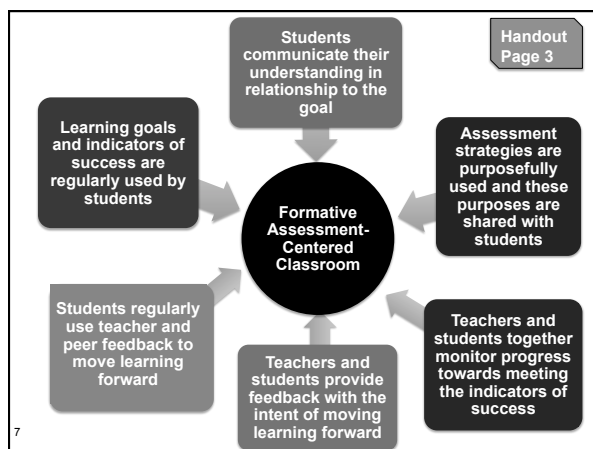 Students
communicate their
understanding in
relationship to the
goal
Handout
Page 3
Learning goals
and indicators of
success are
regularly used by
students
Assessment
strategies are
purposefully
used and these
purposes are
shared with
students
Formative
Assessment-
Centered
Classroom
Students regularly
use teacher and
peer feedback to
move learning
forward
Teachers and
students provide
feedback with the
intent of moving
learning forward
Teachers and
students together
monitor progress
towards meeting
the indicators of
success
7